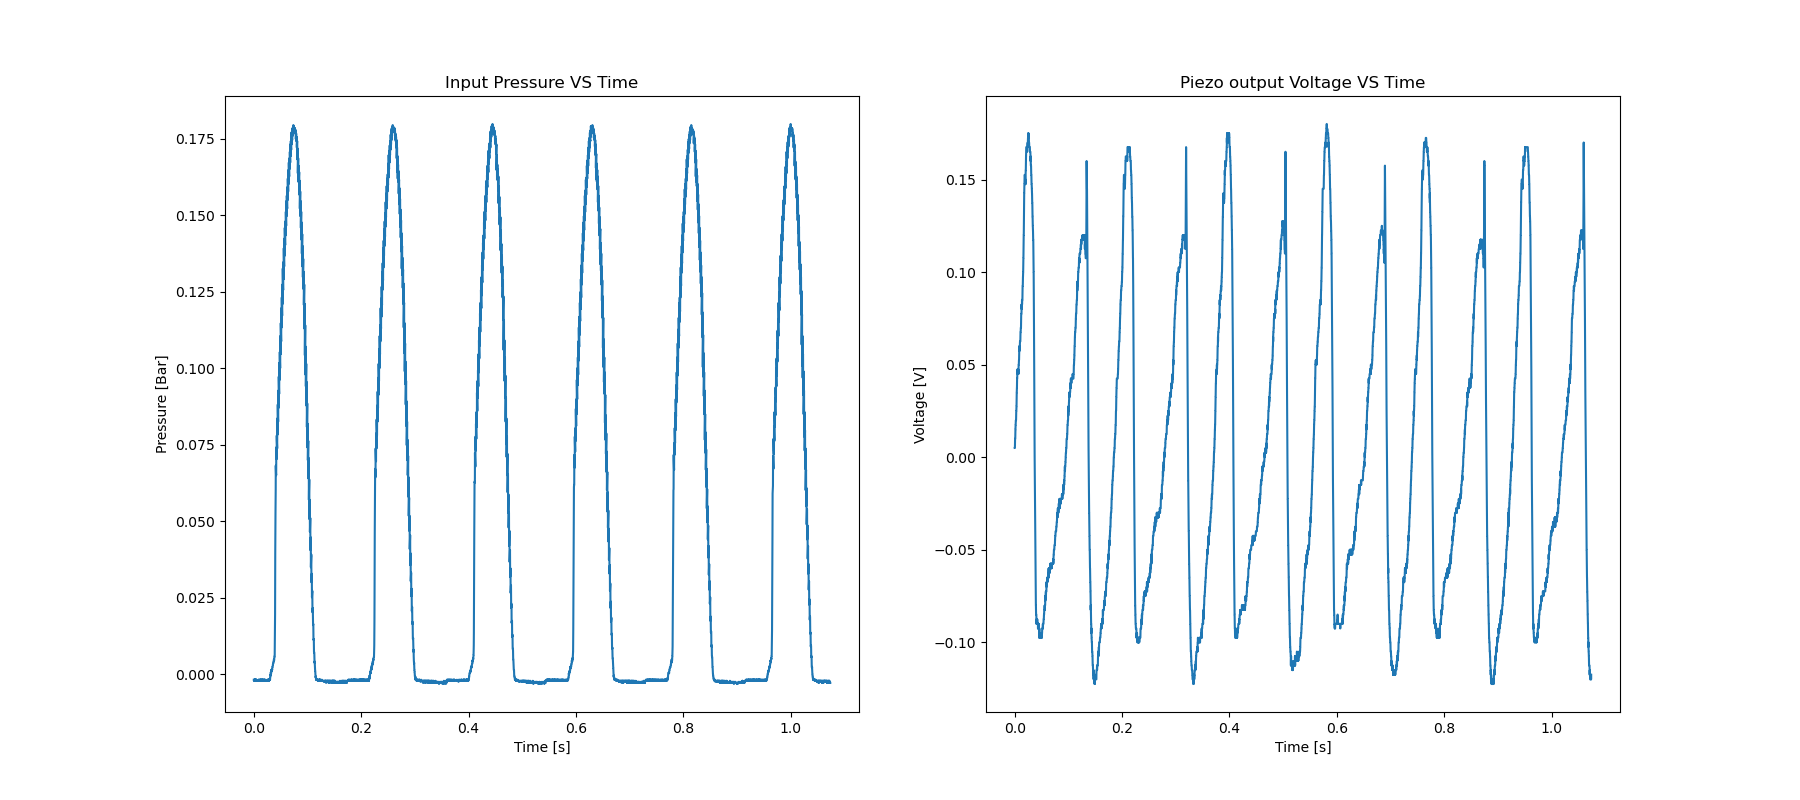 Input Pressure VS Time
Pressure [Bar]
0.175
0.150
0.125
0.100
0.075
0.050
0.025
0.000
0.0 0.2 0.4 0.6 0.8 1.0
Time [s]
Piezo output Voltage VS Time
Voltage [V]
0.15
0.10
0.05
0.00
−0.05
−0.10
0.0 0.2 0.4 0.6 0.8 1.0
Time [s]